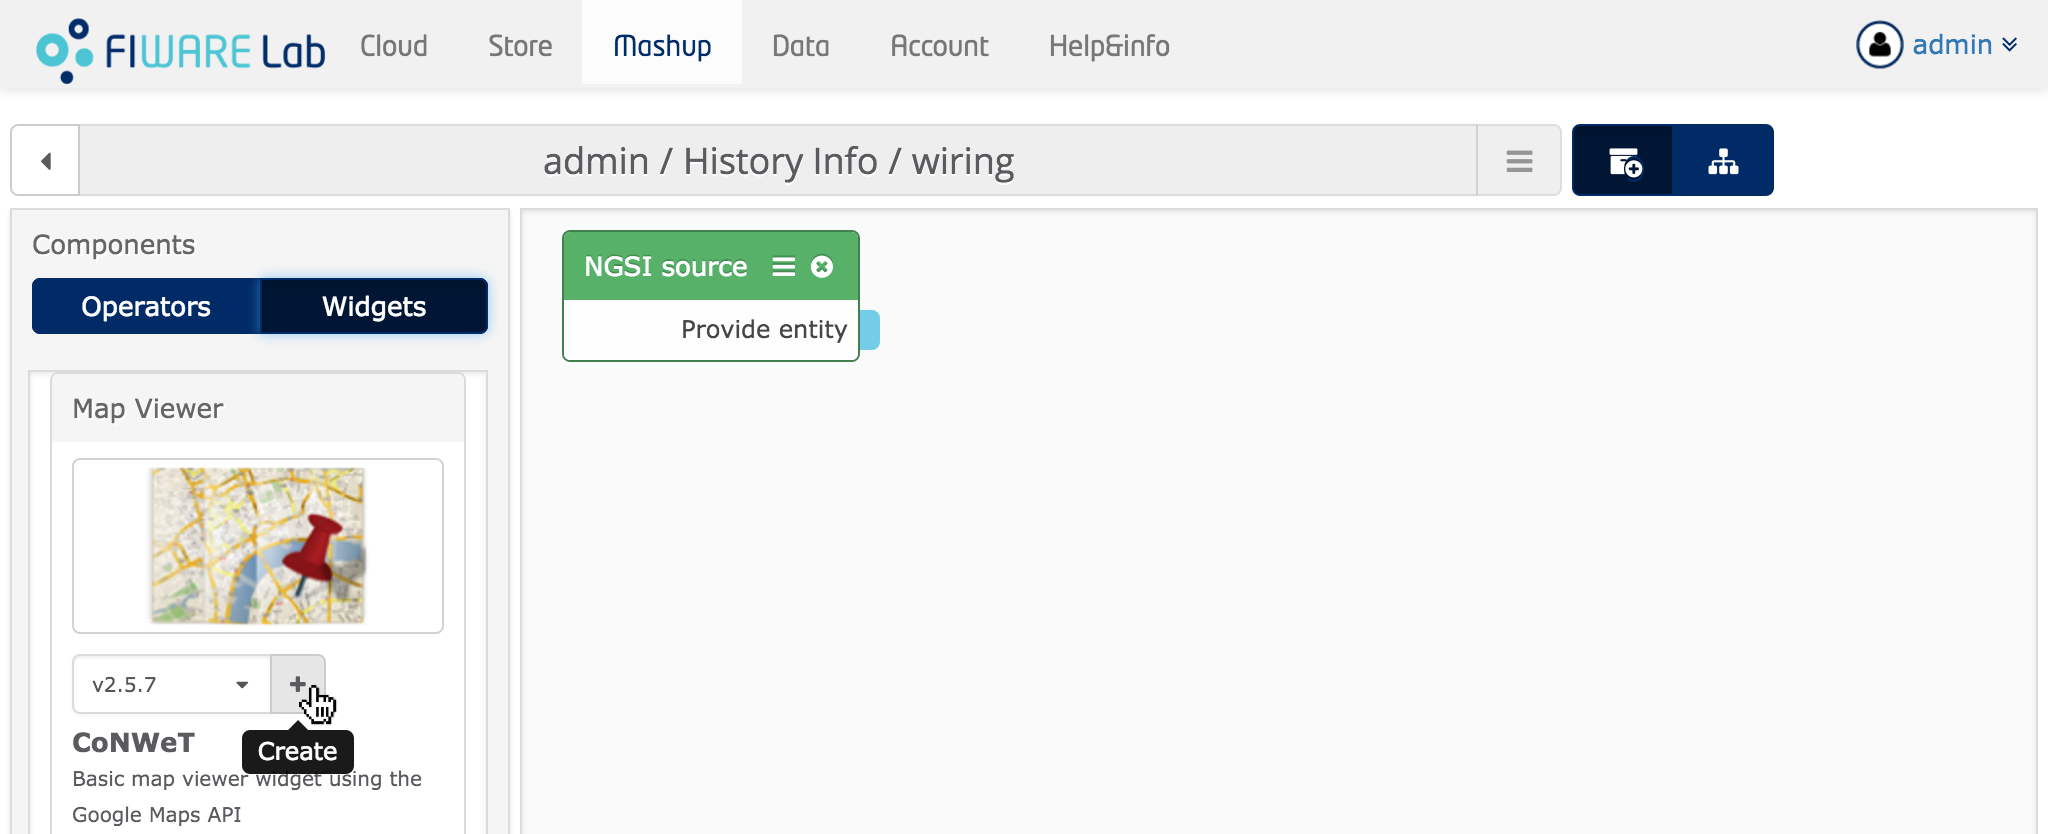 FIWARE Lab Cloud Store Mashup Data Account Help&info admin
admin / History Info / wiring
Components
Operators Widgets
NGSI source
Provide entity
Map Viewer
v2.5.7
CoNWeT
Create
Basic map viewer widget using the
Google Maps API